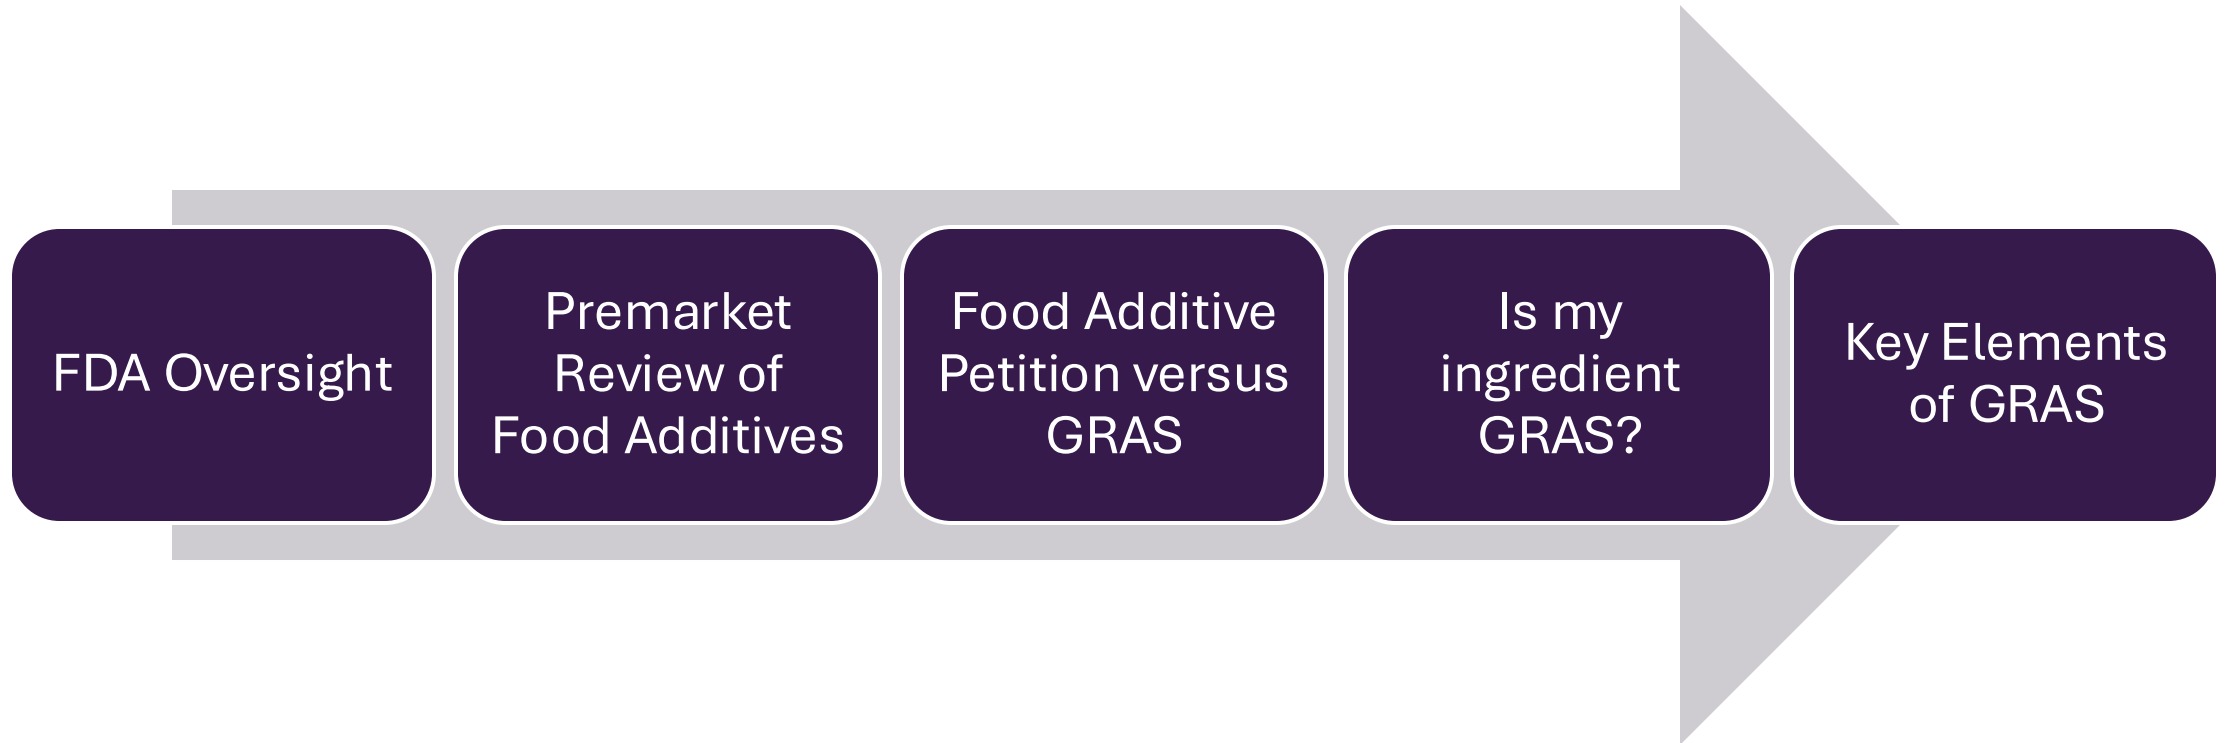 FDA Oversight
Premarket
Review of
Food Additives
Food Additive
Petition versus
GRAS
Is my
ingredient
GRAS?
Key Elements
of GRAS